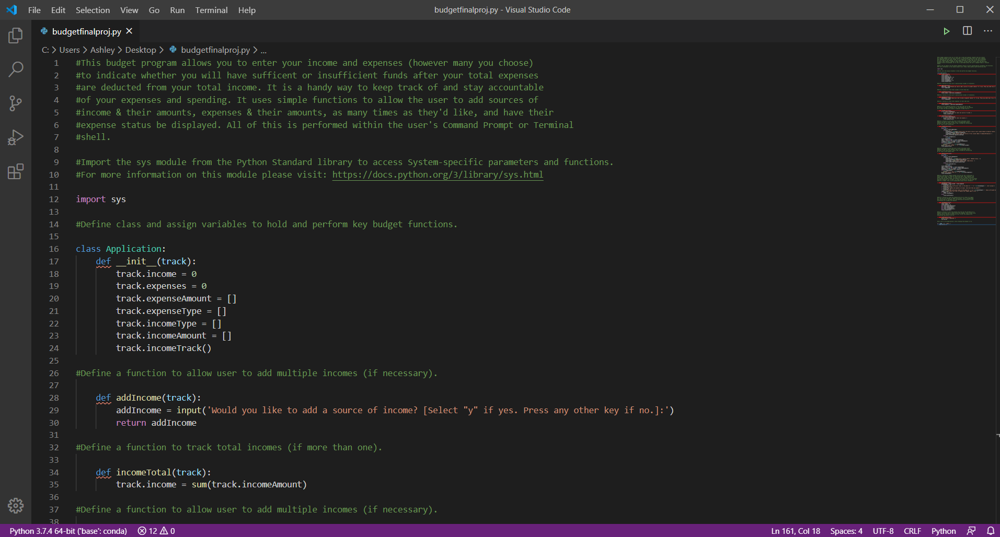 File Edit Selection View Go Run Terminal Help
budgetfinalproj.py - Visual Studio Code
budgetfinalproj.py
C: > Users > Ashley > Desktop > budgetfinalproj.py > ...
1 #This budget program allows you to enter your income and expenses (however many you choose)
2 #to indicate whether you will have sufficent or insufficient funds after your total expenses
3 #are deducted from your total income. It is a handy way to keep track of and stay accountable
4 #of your expenses and spending. It uses simple functions to allow the user to add sources of
5 #income & their amounts, expenses & their amounts, as many times as they'd like, and have their
6 #expense status be displayed. All of this is performed within the user's Command Prompt or Terminal
7 #shell.
8
9 #Import the sys module from the Python Standard library to access System-specific parameters and functions.
10 #For more information on this module please visit: https://docs.python.org/3/library/sys.html
11
12 import sys
13
14 #Define class and assign variables to hold and perform key budget functions.
15
16 class Application:
17     def __init__(track):
18         track.income = 0
19         track.expenses = 0
20         track.expenseAmount = []
21         track.expenseType = []
22         track.incomeType = []
23         track.incomeAmount = []
24         track.incomeTrack()
25
26 #Define a function to allow user to add multiple incomes (if necessary).
27
28     def addIncome(track):
29         addIncome = input('Would you like to add a source of income? [Select "y" if yes. Press any other key if no.]:')
30         return addIncome
31
32 #Define a function to track total incomes (if more than one).
33
34     def incomeTotal(track):
35         track.income = sum(track.incomeAmount)
36
37 #Define a function to allow user to add multiple incomes (if necessary).
38
Python 3.7.4 64-bit ('base': conda) 12 0
Ln 161, Col 18 Spaces: 4 UTF-8 CRLF Python